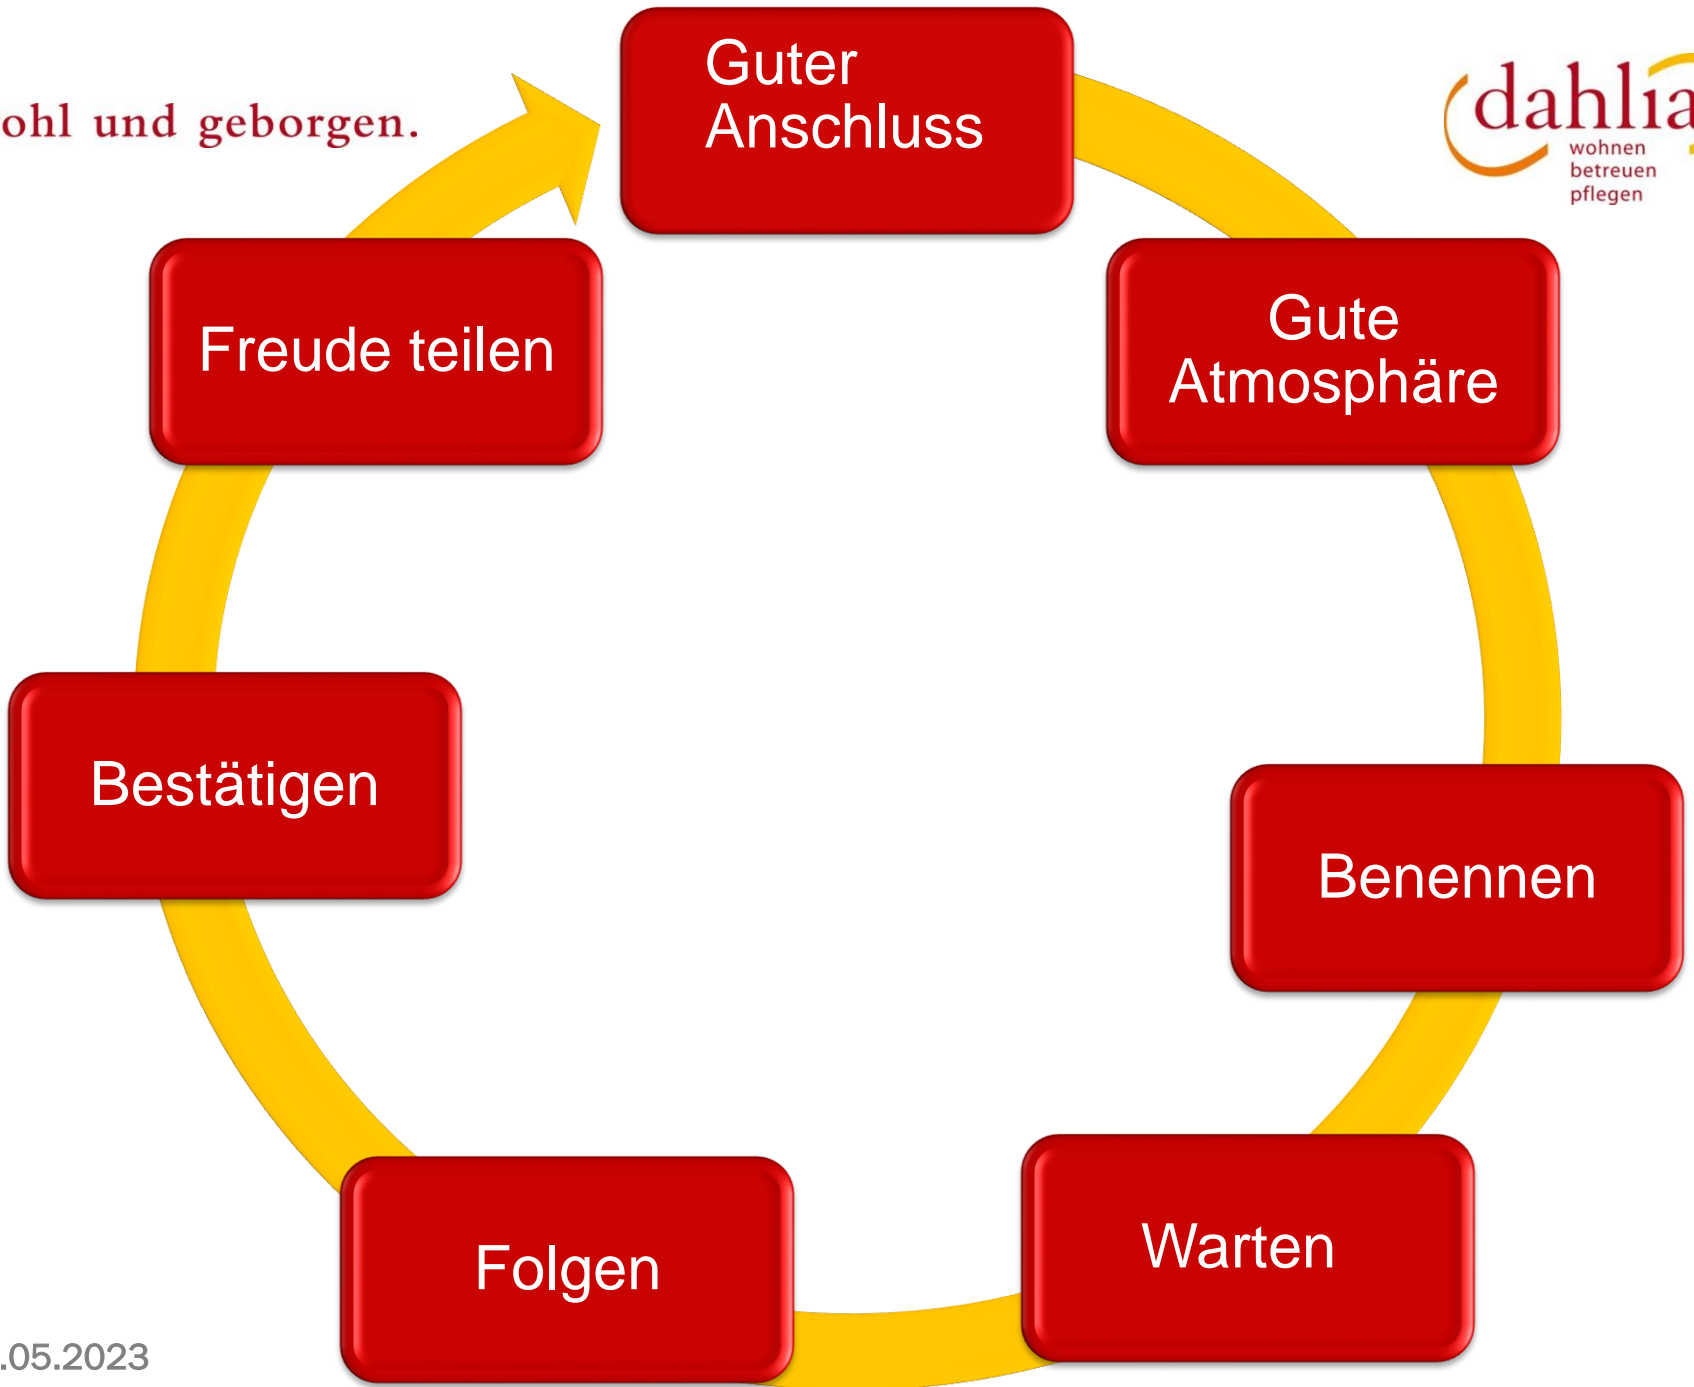 ohl und geborgen.
dahlia
wohnen
betreuen
pflegen
Guter
Anschluss
Gute
Atmosphäre
Benennen
Warten
Folgen
Bestätigen
Freude teilen
.05.2023